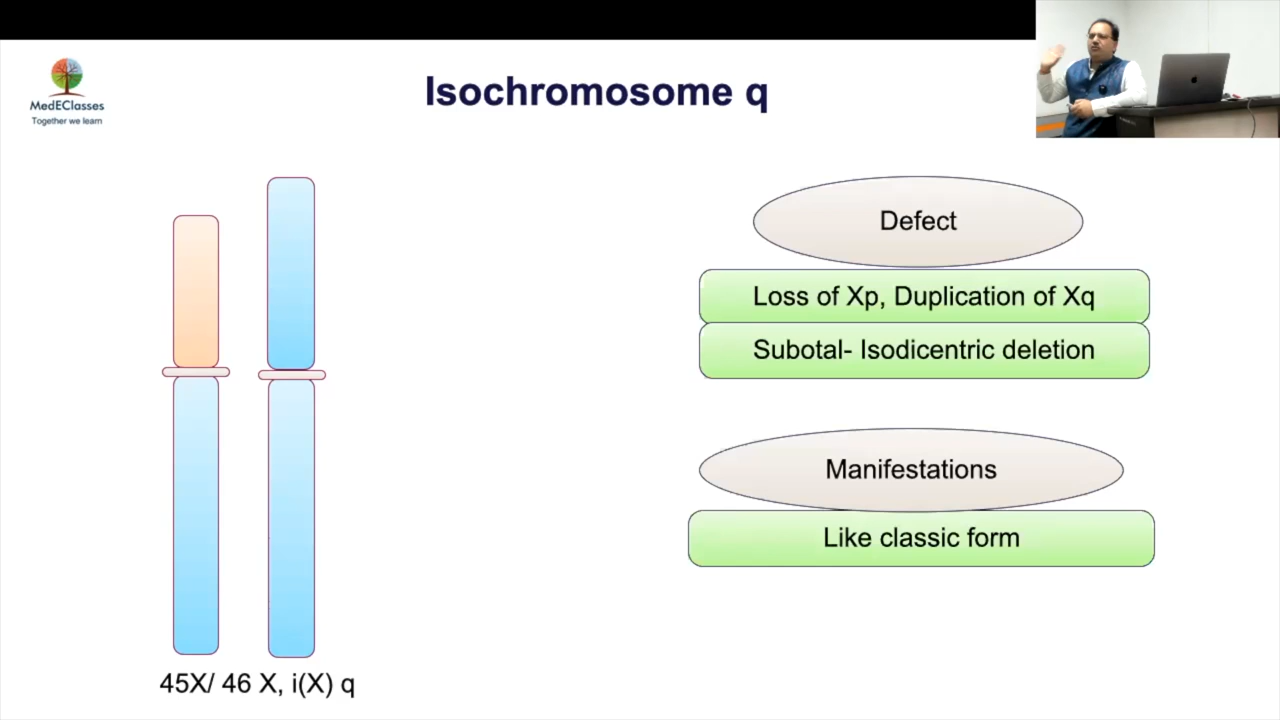 MedEClasses
Together we learn
Isochromosome q
Defect
Loss of Xp, Duplication of Xq
Subotal- Isodicentric deletion
Manifestations
Like classic form
45X/ 46 X, i(X) q